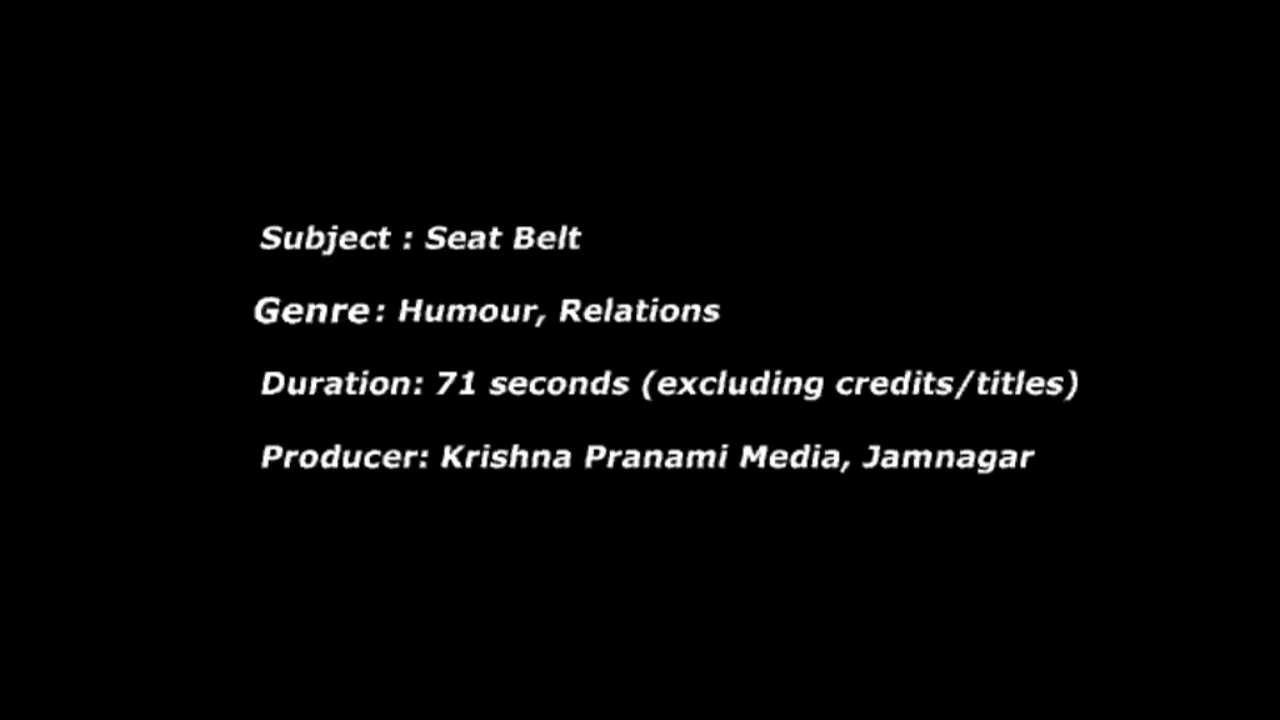 Subject : Seat Belt
Genre: Humour, Relations
Duration: 71 seconds (excluding credits/titles)
Producer: Krishna Pranami Media, Jamnagar